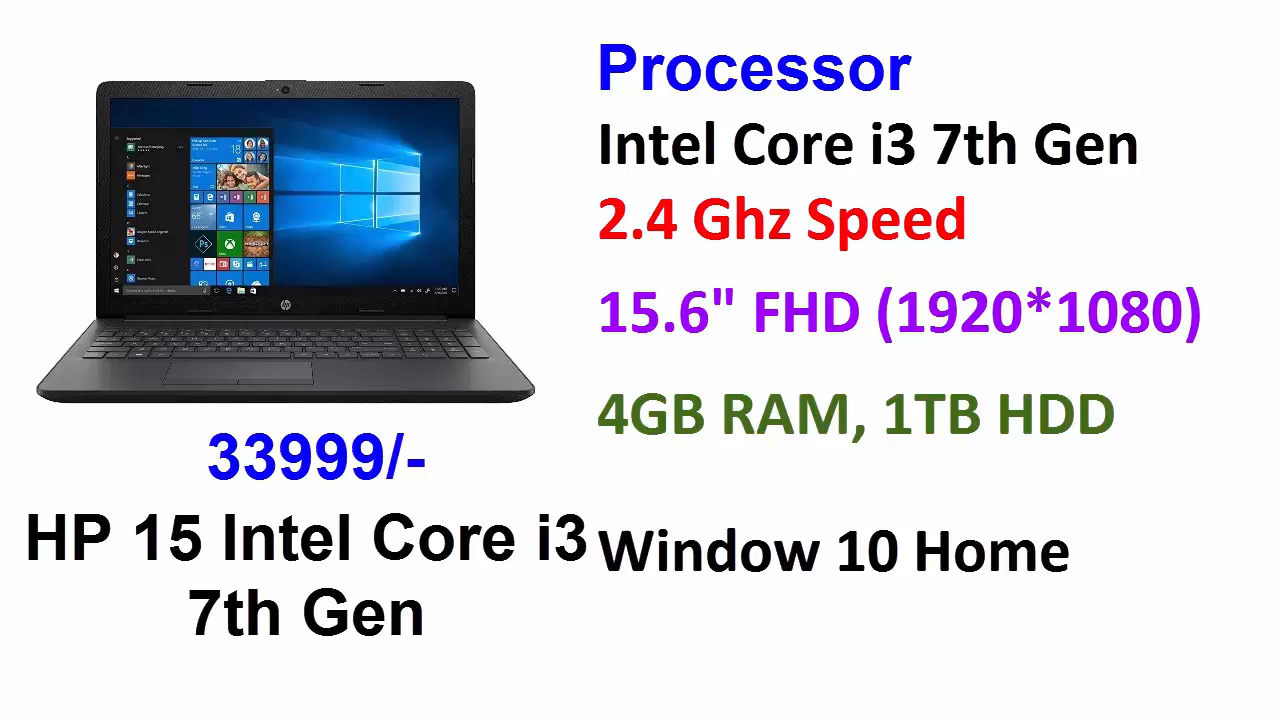 Processor
Intel Core i3 7th Gen
2.4 Ghz Speed
15.6" FHD (1920*1080)
4GB RAM, 1TB HDD
33999/-
HP 15 Intel Core i3
7th Gen
Window 10 Home